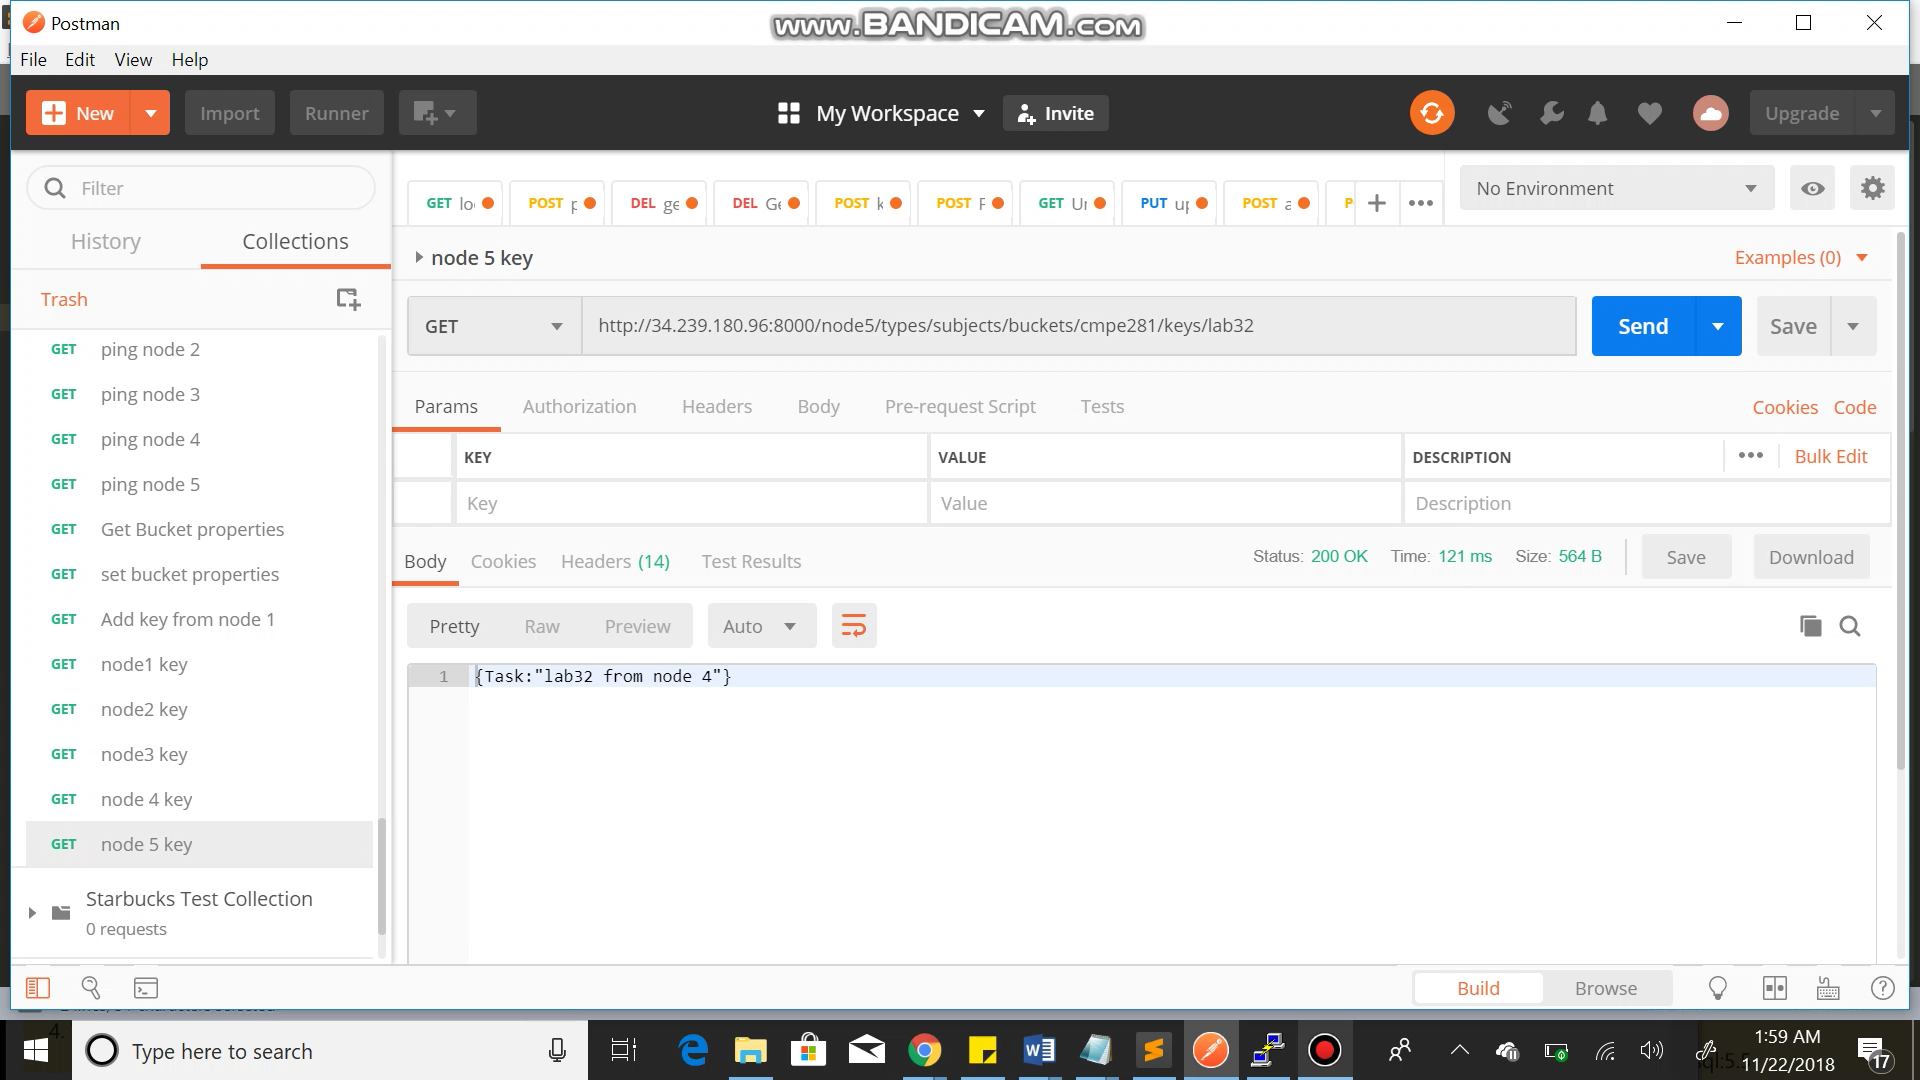 Postman
www.BANDICAM.com
File Edit View Help
New Import Runner My Workspace Invite Upgrade
Filter
History Collections
Trash
GET ping node 2
GET ping node 3
GET ping node 4
GET ping node 5
GET Get Bucket properties
GET set bucket properties
GET Add key from node 1
GET node1 key
GET node2 key
GET node3 key
GET node 4 key
GET node 5 key
Starbucks Test Collection
0 requests
GET lo POST p DEL ge DEL Ge POST k POST F GET Un PUT up POST a P
No Environment
node 5 key
Examples (0)
GET http://34.239.180.96:8000/node5/types/subjects/buckets/cmpe281/keys/lab32
Send Save
Params Authorization Headers Body Pre-request Script Tests Cookies Code
KEY VALUE DESCRIPTION Bulk Edit
Key Value Description
Body Cookies Headers (14) Test Results Status: 200 OK Time: 121 ms Size: 564 B Save Download
Pretty Raw Preview Auto
1 {Task:"lab32 from node 4"}
Build Browse
Type here to search
1:59 AM
11/22/2018
17